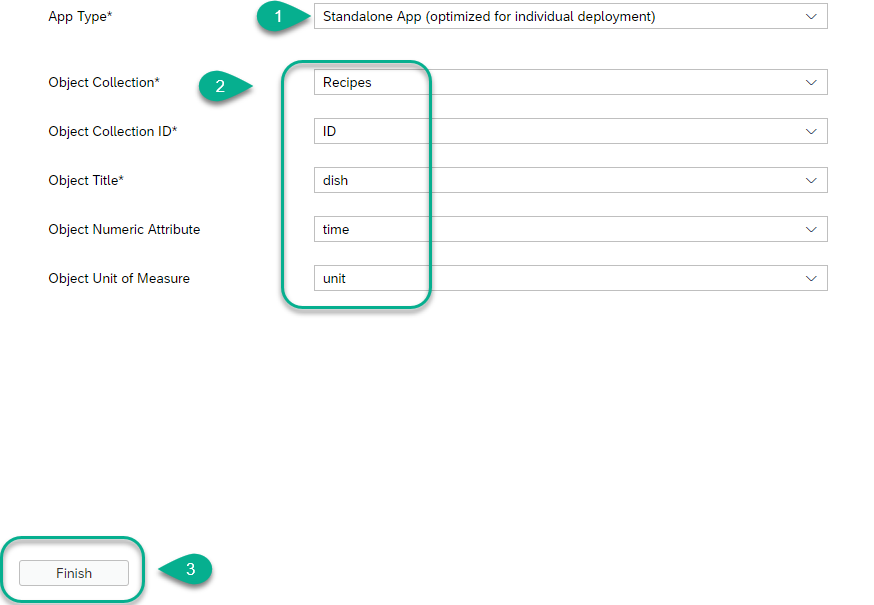 App Type* 1 Standalone App (optimized for individual deployment)
Object Collection* 2 Recipes
Object Collection ID* ID
Object Title* dish
Object Numeric Attribute time
Object Unit of Measure unit
Finish 3